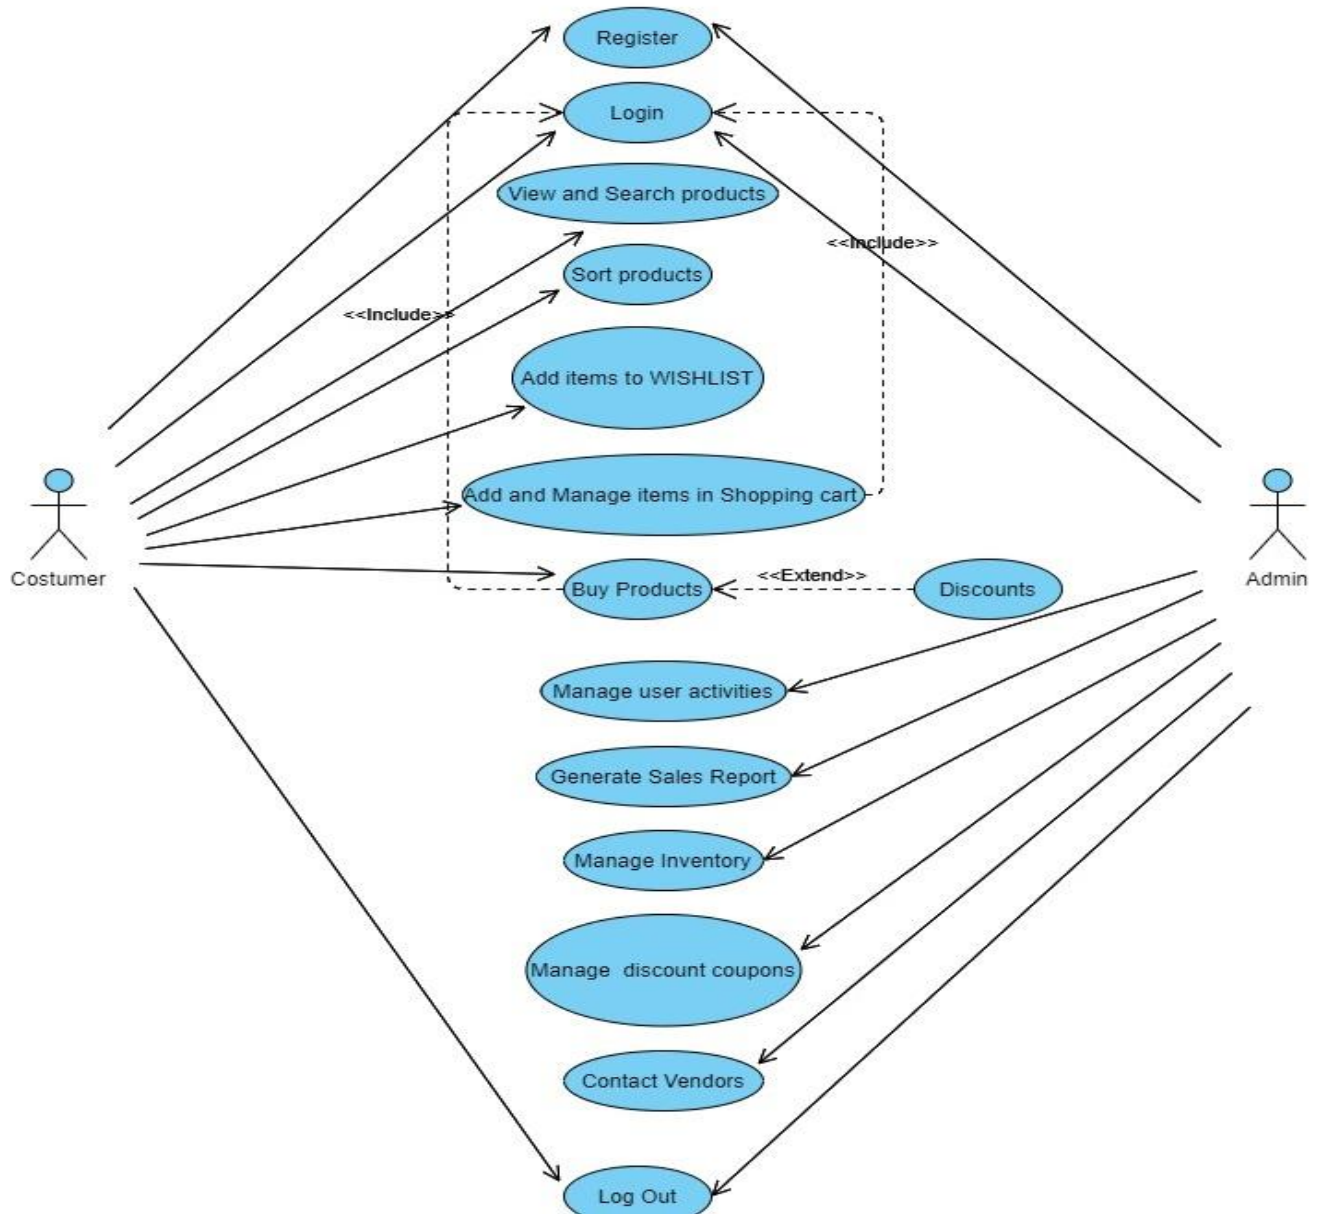 Register
Login
View and Search products
<<Include>>
Sort products
<<Include>>
Add items to WISHLIST
Add and Manage items in Shopping cart
Costumer
Buy Products
<<Extend>>
Discounts
Admin
Manage user activities
Generate Sales Report
Manage Inventory
Manage  discount coupons
Contact Vendors
Log Out